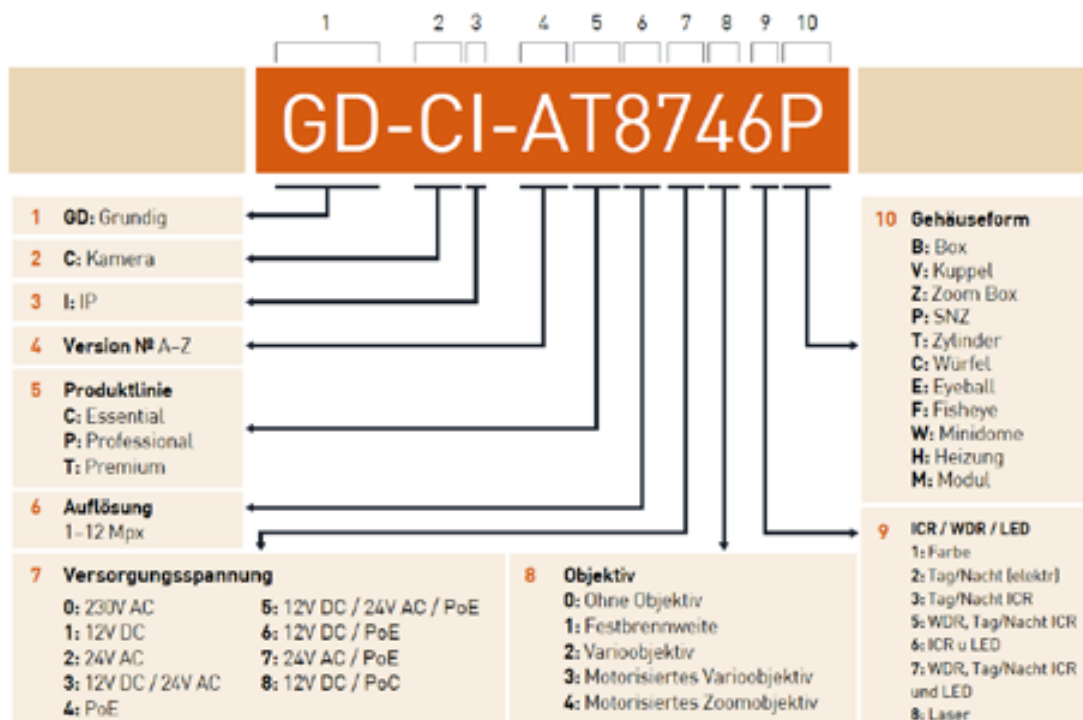 1 2 3 4 5 6 7 8 9 10
GD-CI-AT8746P
1 GD: Grundig
2 C: Kamera
3 I: IP
4 Version № A–Z
5 Produktlinie
C: Essential
P: Professional
T: Premium
6 Auflösung
1–12 Mpx
7 Versorgungsspannung
0: 230V AC
1: 12V DC
2: 24V AC
3: 12V DC / 24V AC
4: PoE
5: 12V DC / 24V AC / PoE
6: 12V DC / PoE
7: 24V AC / PoE
8: 12V DC / PoC
8 Objektiv
0: Ohne Objektiv
1: Festbrennweite
2: Varioobjektiv
3: Motorisiertes Varioobjektiv
4: Motorisiertes Zoomobjektiv
10 Gehäuseform
B: Box
V: Kuppel
Z: Zoom Box
P: SNZ
T: Zylinder
C: Würfel
E: Eyeball
F: Fisheye
W: Minidome
H: Heizung
M: Modul
9 ICR / WDR / LED
1: Farbe
2: Tag/Nacht (elektr)
3: Tag/Nacht ICR
5: WDR, Tag/Nacht ICR
6: ICR u LED
7: WDR, Tag/Nacht ICR
und LED
8: Laser